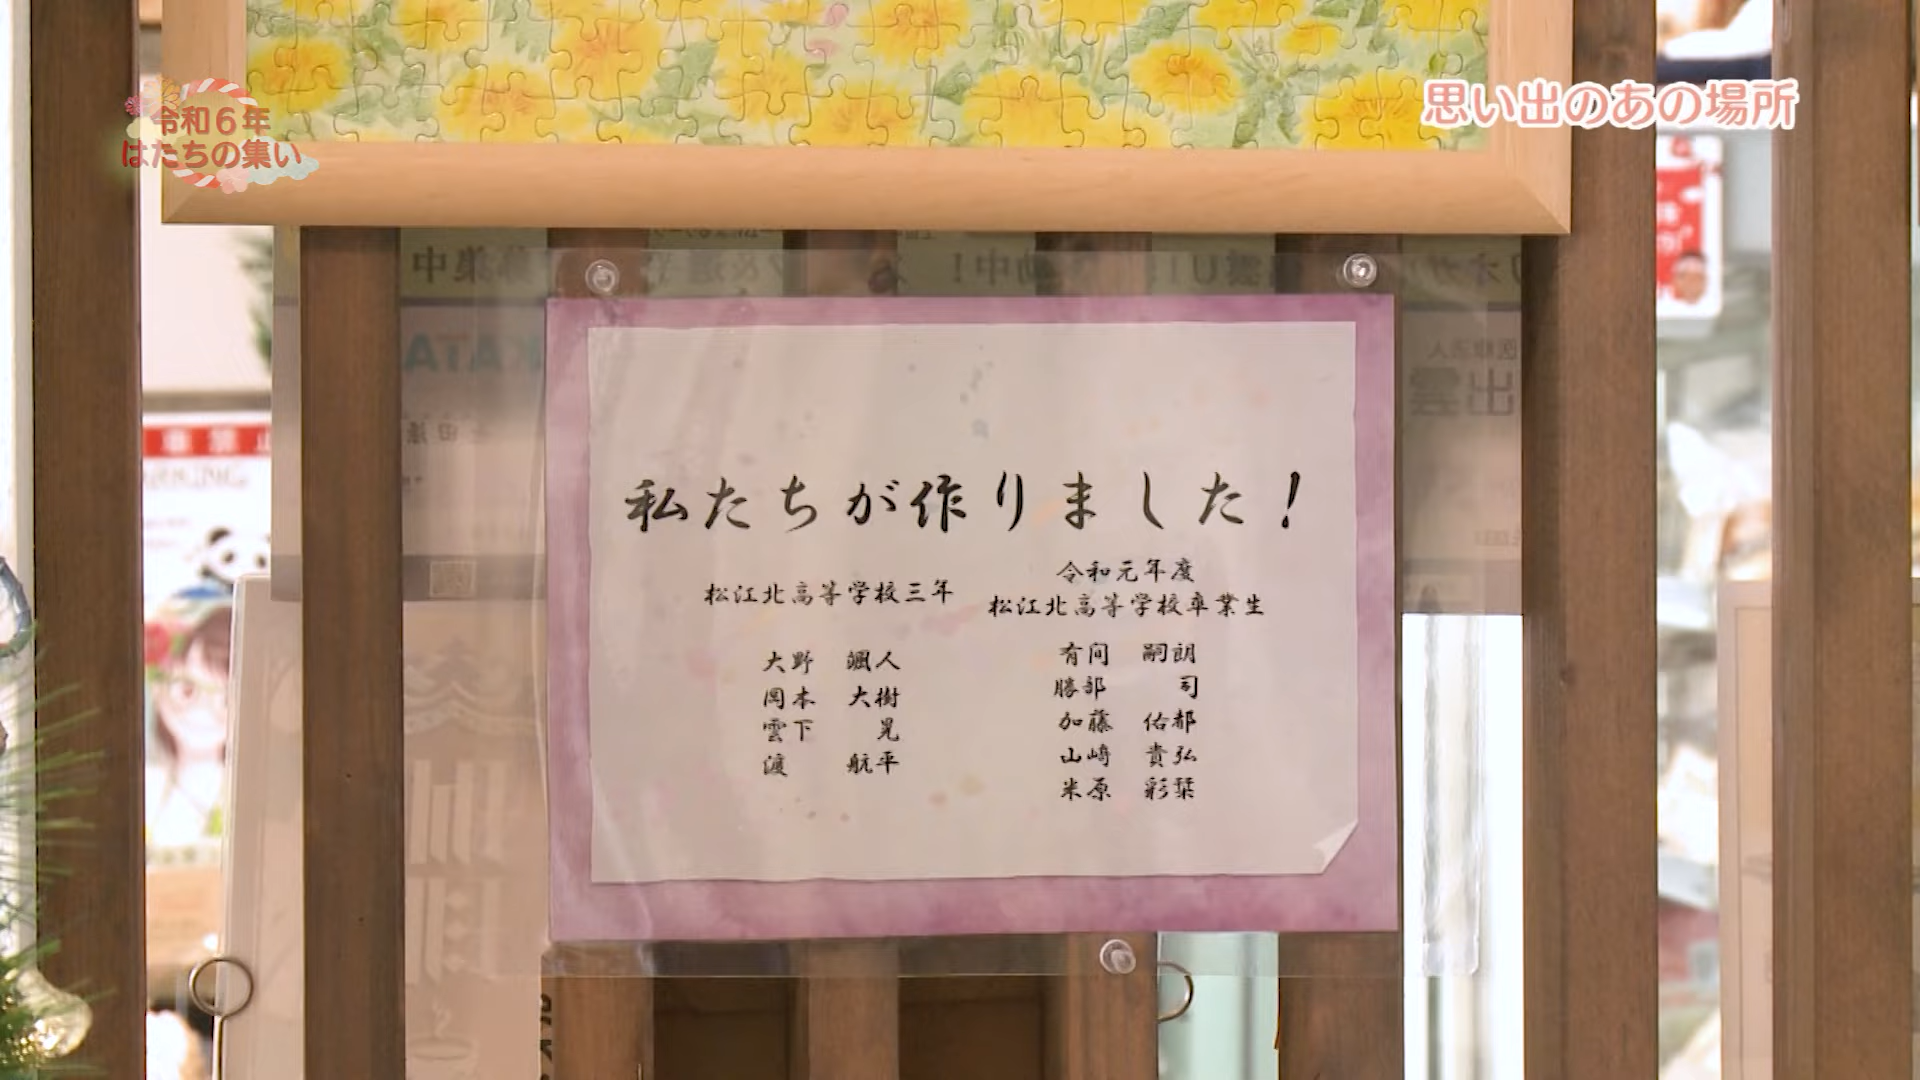 令和6年
はたちの集い
思い出のあの場所
私たちが作りました!
松江北高等学校三年
大野 颯人
岡本 大樹
雲下 晃
渡 航平
令和元年度
松江北高等学校卒業生
有間 嗣朗
勝部 司
加藤 佑都
山﨑 貴弘
米原 彩栞